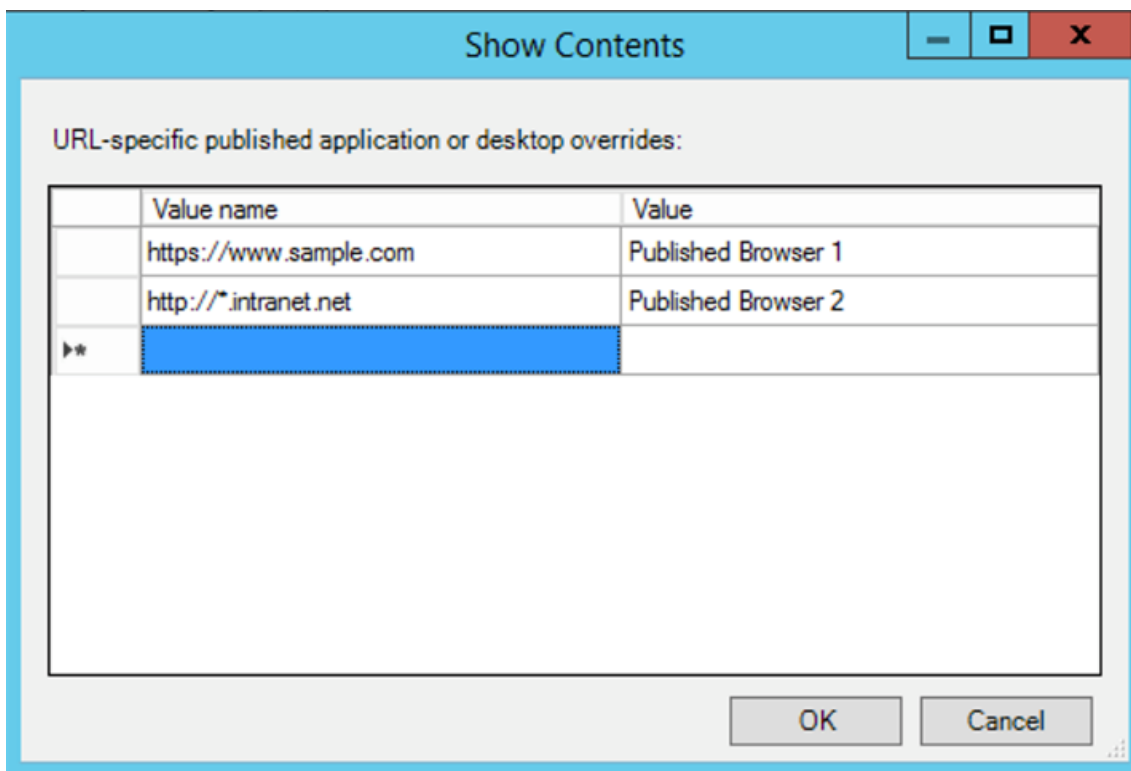 Show Contents
URL-specific published application or desktop overrides:
Value name Value
https://www.sample.com Published Browser 1
http://*.intranet.net Published Browser 2
OK Cancel